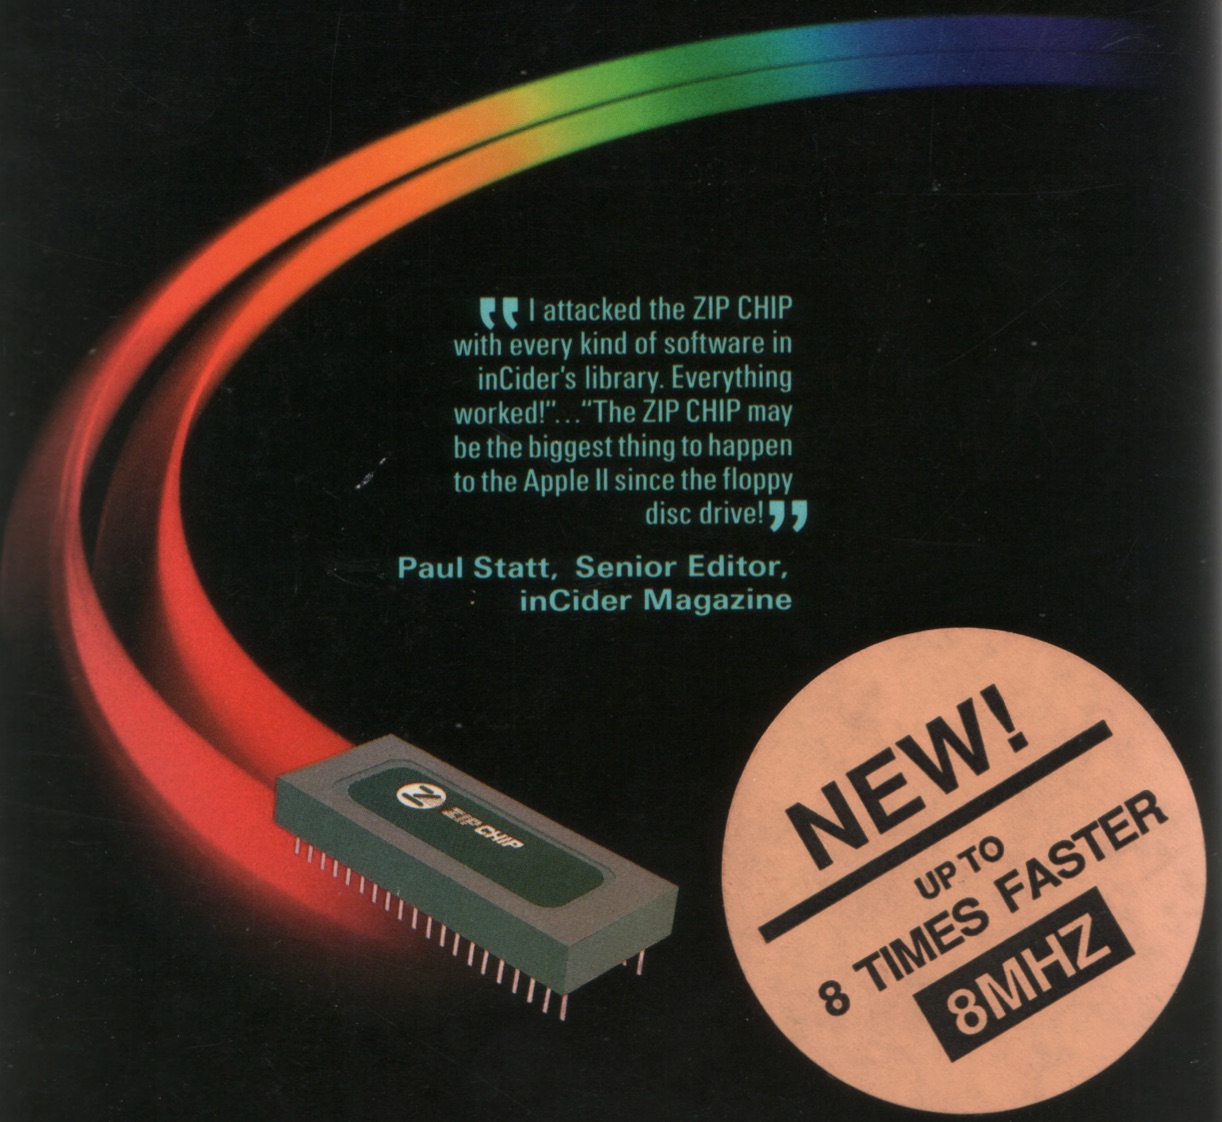 ❜❜ I attacked the ZIP CHIP
with every kind of software in
inCider's library. Everything
worked!"..."The ZIP CHIP may
be the biggest thing to happen
to the Apple II since the floppy
disc drive! ❜❜
Paul Statt, Senior Editor,
inCider Magazine
Z ZIP CHIP
NEW!
UP TO
8 TIMES FASTER
8MHZ